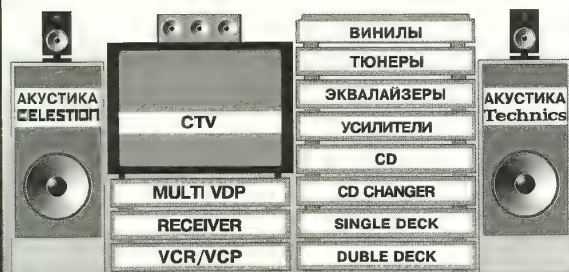 АКУСТИКА
CELESTION
CTV
MULTI VDP
RECEIVER
VCR/VCP
ВИНИЛЫ
ТЮНЕРЫ
ЭКВАЛАЙЗЕРЫ
УСИЛИТЕЛИ
CD
CD CHANGER
SINGLE DECK
DUBLE DECK
АКУСТИКА
Technics